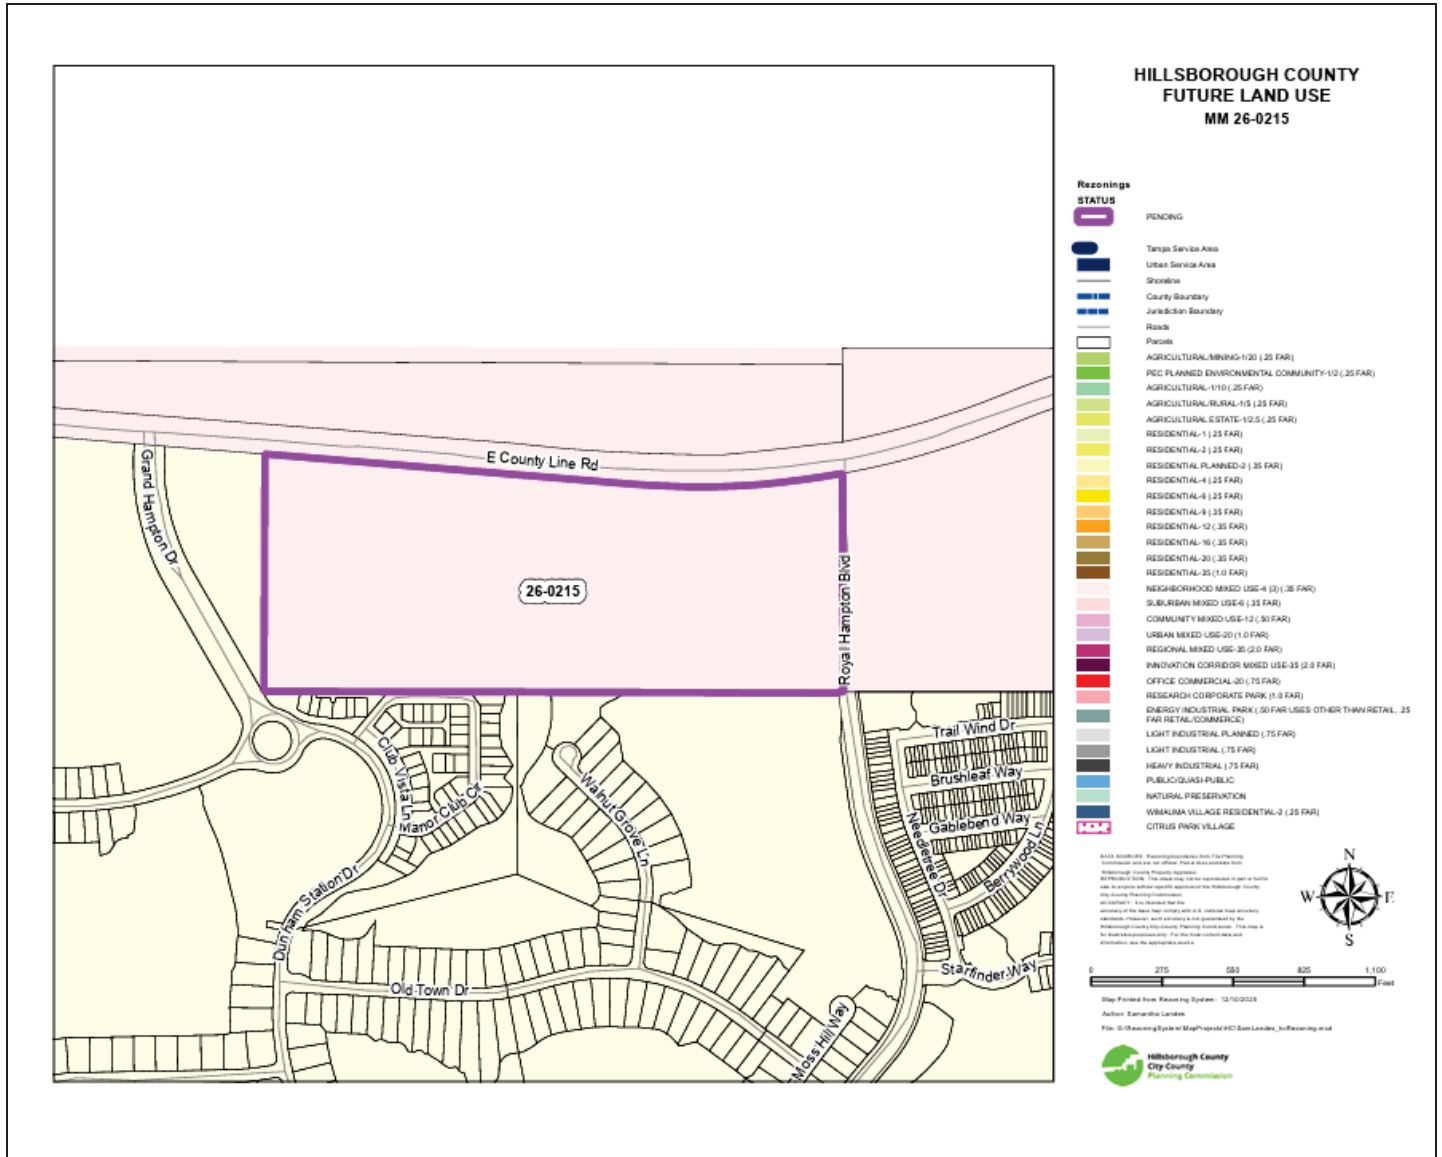 HILLSBOROUGH COUNTY
FUTURE LAND USE
MM 26-0215
Rezonings
STATUS
PENDING
Tampa Service Area
Urban Service Area
Shoreline
County Boundary
Jurisdiction Boundary
Roads
Parcels
AGRICULTURAL/MINING-1/20 (.25 FAR)
PEC PLANNED ENVIRONMENTAL COMMUNITY-1/2 (.25 FAR)
AGRICULTURAL-1/10 (.25 FAR)
AGRICULTURAL/RURAL-1/5 (.25 FAR)
AGRICULTURAL ESTATE-1/2.5 (.25 FAR)
RESIDENTIAL-1 (.25 FAR)
RESIDENTIAL-2 (.25 FAR)
RESIDENTIAL PLANNED-2 (.35 FAR)
RESIDENTIAL-4 (.25 FAR)
RESIDENTIAL-6 (.25 FAR)
RESIDENTIAL-9 (.35 FAR)
RESIDENTIAL-12 (.35 FAR)
RESIDENTIAL-16 (.35 FAR)
RESIDENTIAL-20 (.35 FAR)
RESIDENTIAL-35 (1.0 FAR)
NEIGHBORHOOD MIXED USE-4 (3) (.35 FAR)
SUBURBAN MIXED USE-6 (.35 FAR)
COMMUNITY MIXED USE-12 (.50 FAR)
URBAN MIXED USE-20 (1.0 FAR)
REGIONAL MIXED USE-35 (2.0 FAR)
INNOVATION CORRIDOR MIXED USE-35 (2.0 FAR)
OFFICE COMMERCIAL-20 (.75 FAR)
RESEARCH CORPORATE PARK (1.0 FAR)
ENERGY INDUSTRIAL PARK (.50 FAR USES OTHER THAN RETAIL, .25
FAR RETAIL/COMMERCE)
LIGHT INDUSTRIAL PLANNED (.75 FAR)
LIGHT INDUSTRIAL (.75 FAR)
HEAVY INDUSTRIAL (.75 FAR)
PUBLIC/QUASI-PUBLIC
NATURAL PRESERVATION
WIMAUMA VILLAGE RESIDENTIAL-2 (.25 FAR)
CITRUS PARK VILLAGE
E County Line Rd
Grand Hampton Dr
26-0215
Royal Hampton Blvd
Club Vista Ln
Manor Club Cir
Walnut Grove Ln
Trail Wind Dr
Brushleaf Way
Gablebend Way
Needletree Dr
Berrywood Ln
Dunham Station Dr
Old Town Dr
Starfinder Way
Moss Hill Way
N
W E
S
0 275 550 825 1,100
Feet
Map Printed from Rezoning System: 12/10/2025
Author: Samantha Landes
Hillsborough County
City-County
Planning Commission